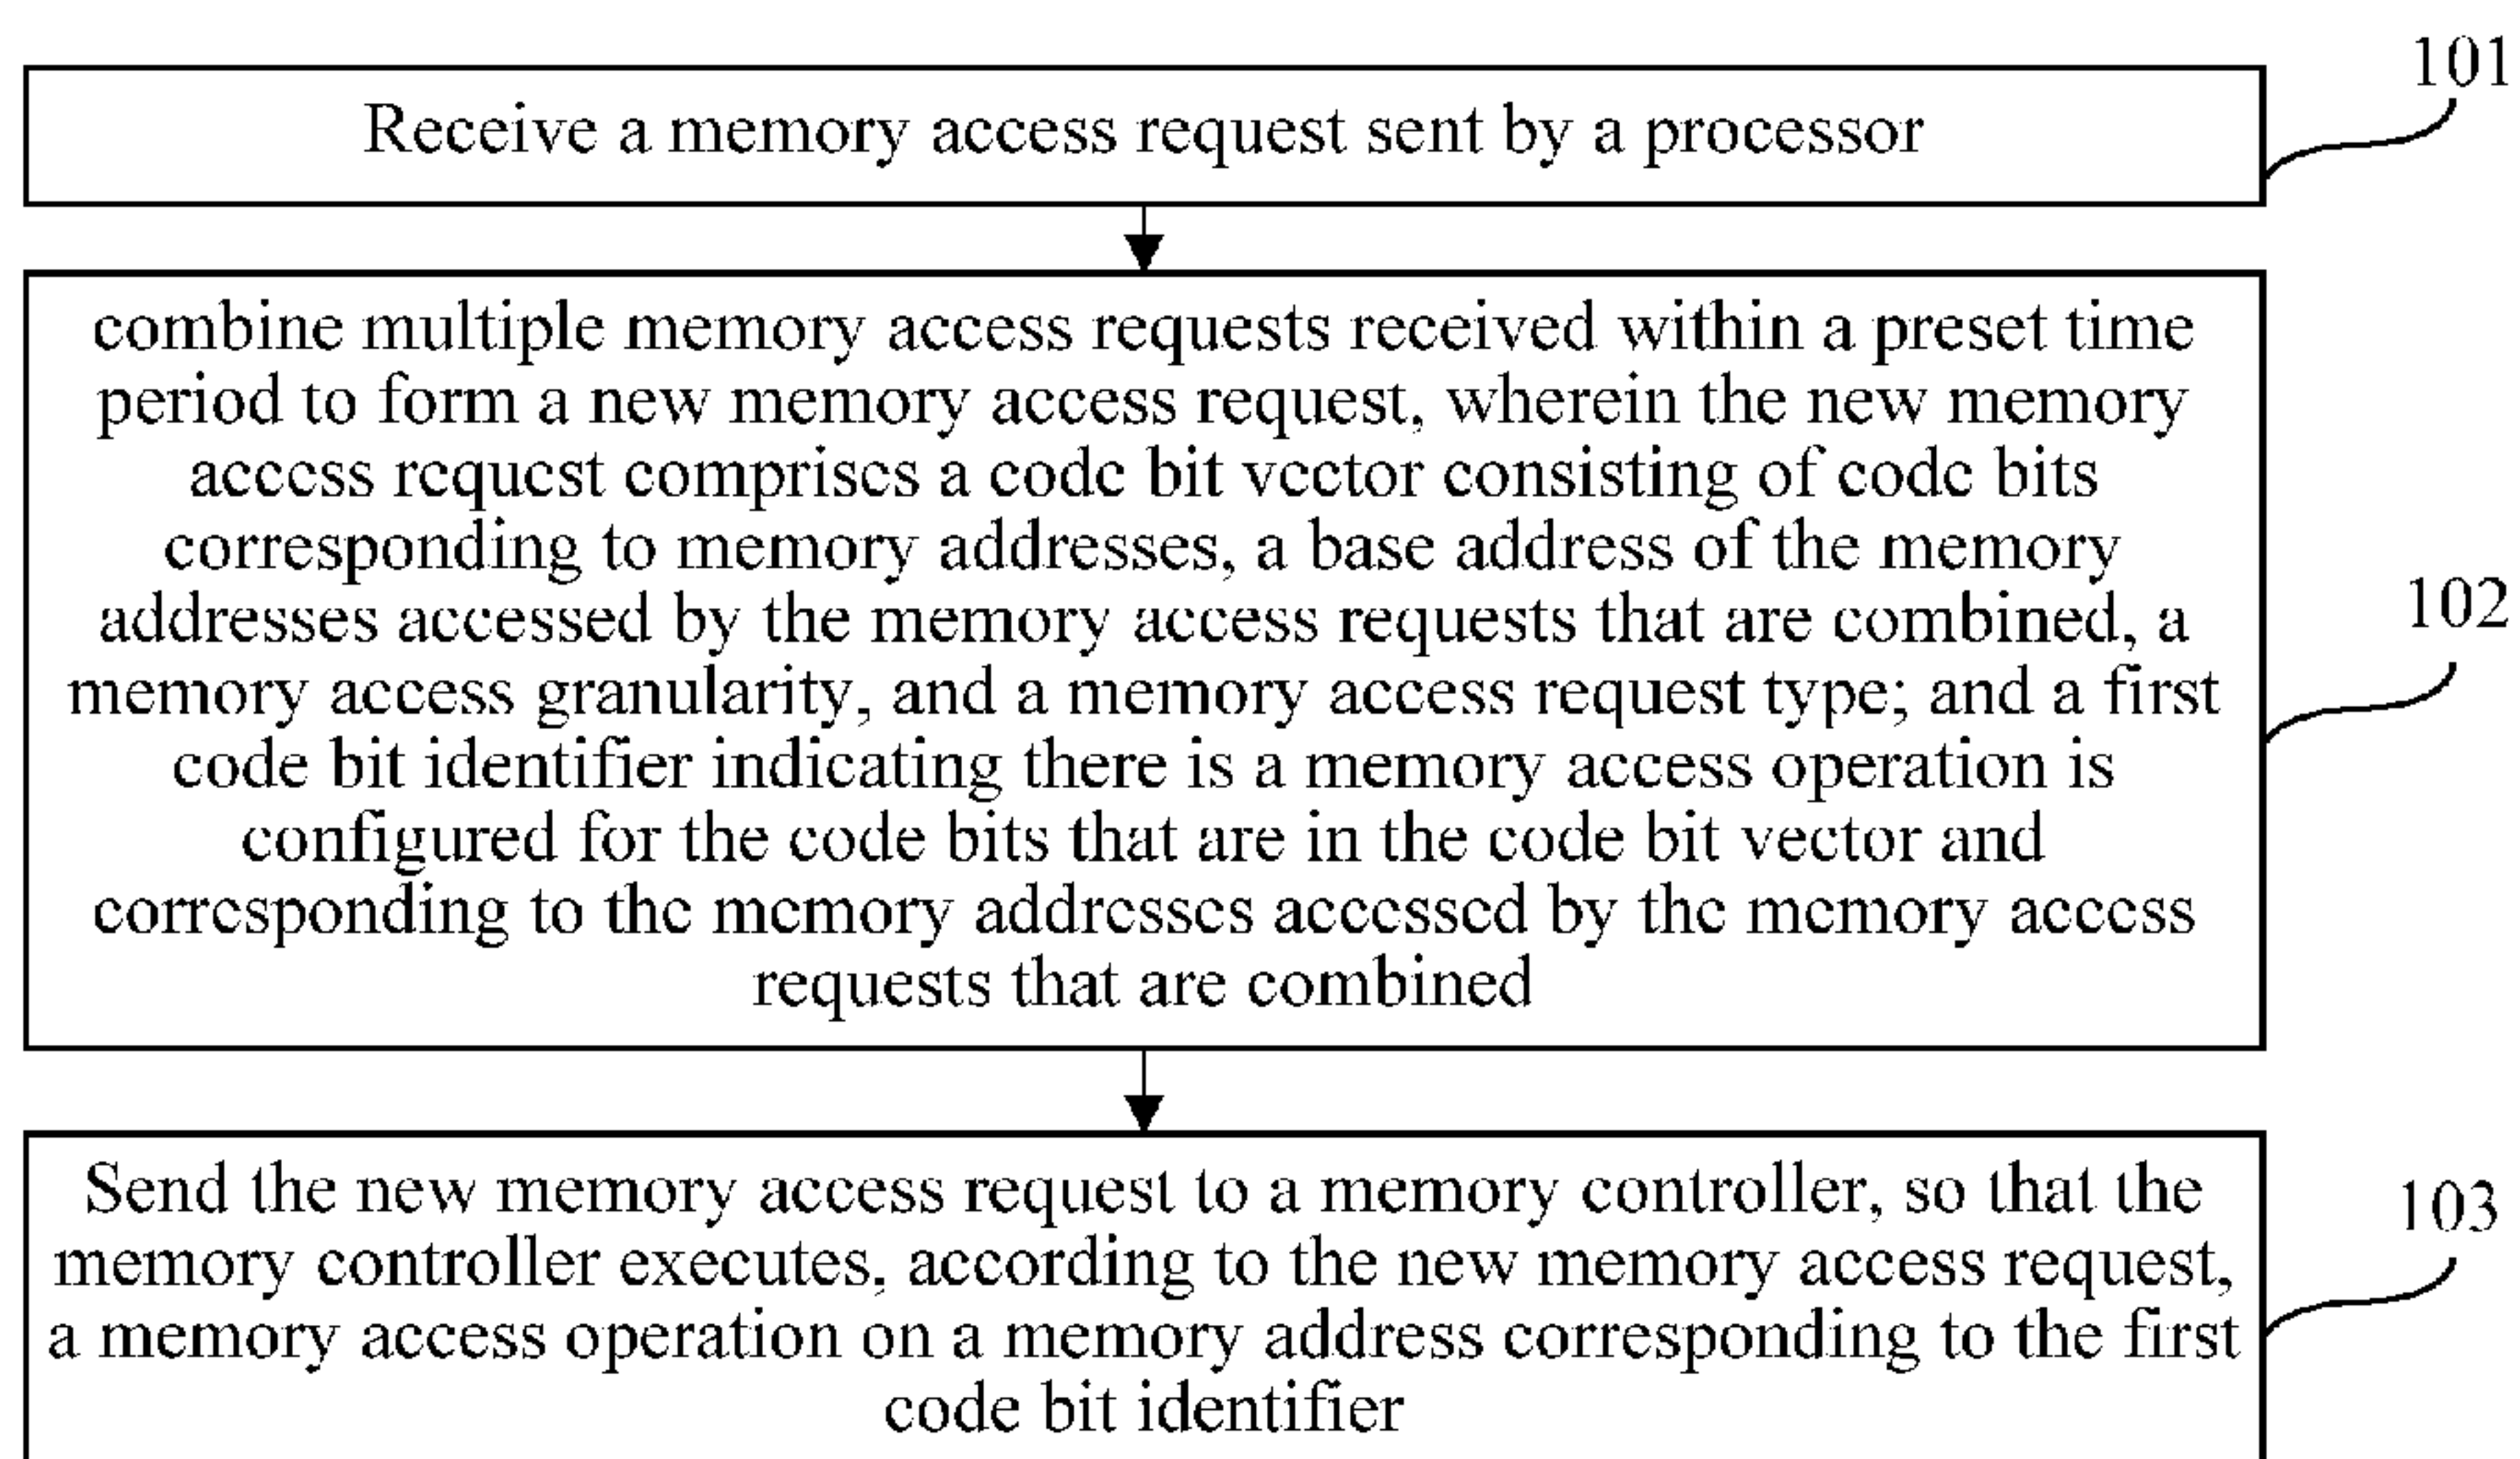 101
Receive a memory access request sent by a processor
combine multiple memory access requests received within a preset time
period to form a new memory access request, wherein the new memory
access request comprises a code bit vector consisting of code bits
corresponding to memory addresses, a base address of the memory
addresses accessed by the memory access requests that are combined, a
102
memory access granularity, and a memory access request type; and a first
code bit identifier indicating there is a memory access operation is
configured for the code bits that are in the code bit vector and
corresponding to the memory addresses accessed by the memory access
requests that are combined
Send the new memory access request to a memory controller, so that the
103
memory controller executes, according to the new memory access request,
a memory access operation on a memory address corresponding to the first
code bit identifier